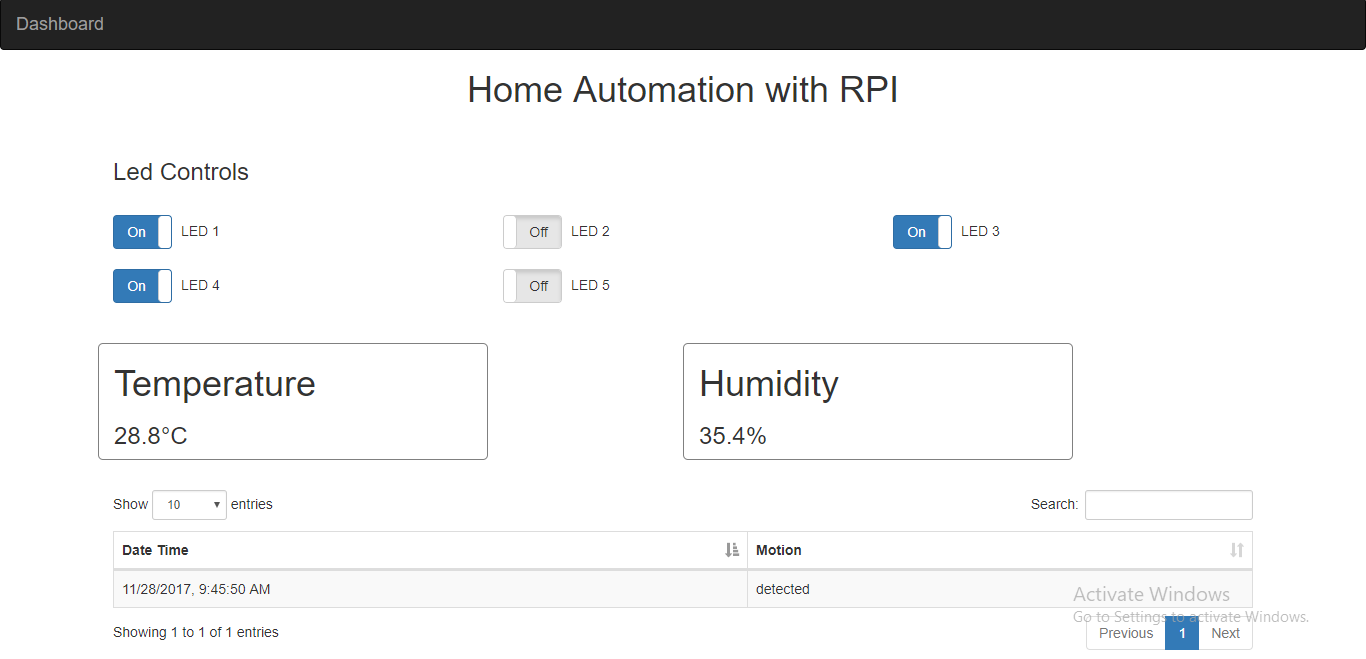 Dashboard
Home Automation with RPI
Led Controls
On LED 1 Off LED 2 On LED 3
On LED 4 Off LED 5
Temperature Humidity
28.8°C 35.4%
Show 10 entries Search:
Date Time Motion
11/28/2017, 9:45:50 AM detected
Activate Windows
Go to Settings to activate Windows.
Showing 1 to 1 of 1 entries Previous 1 Next